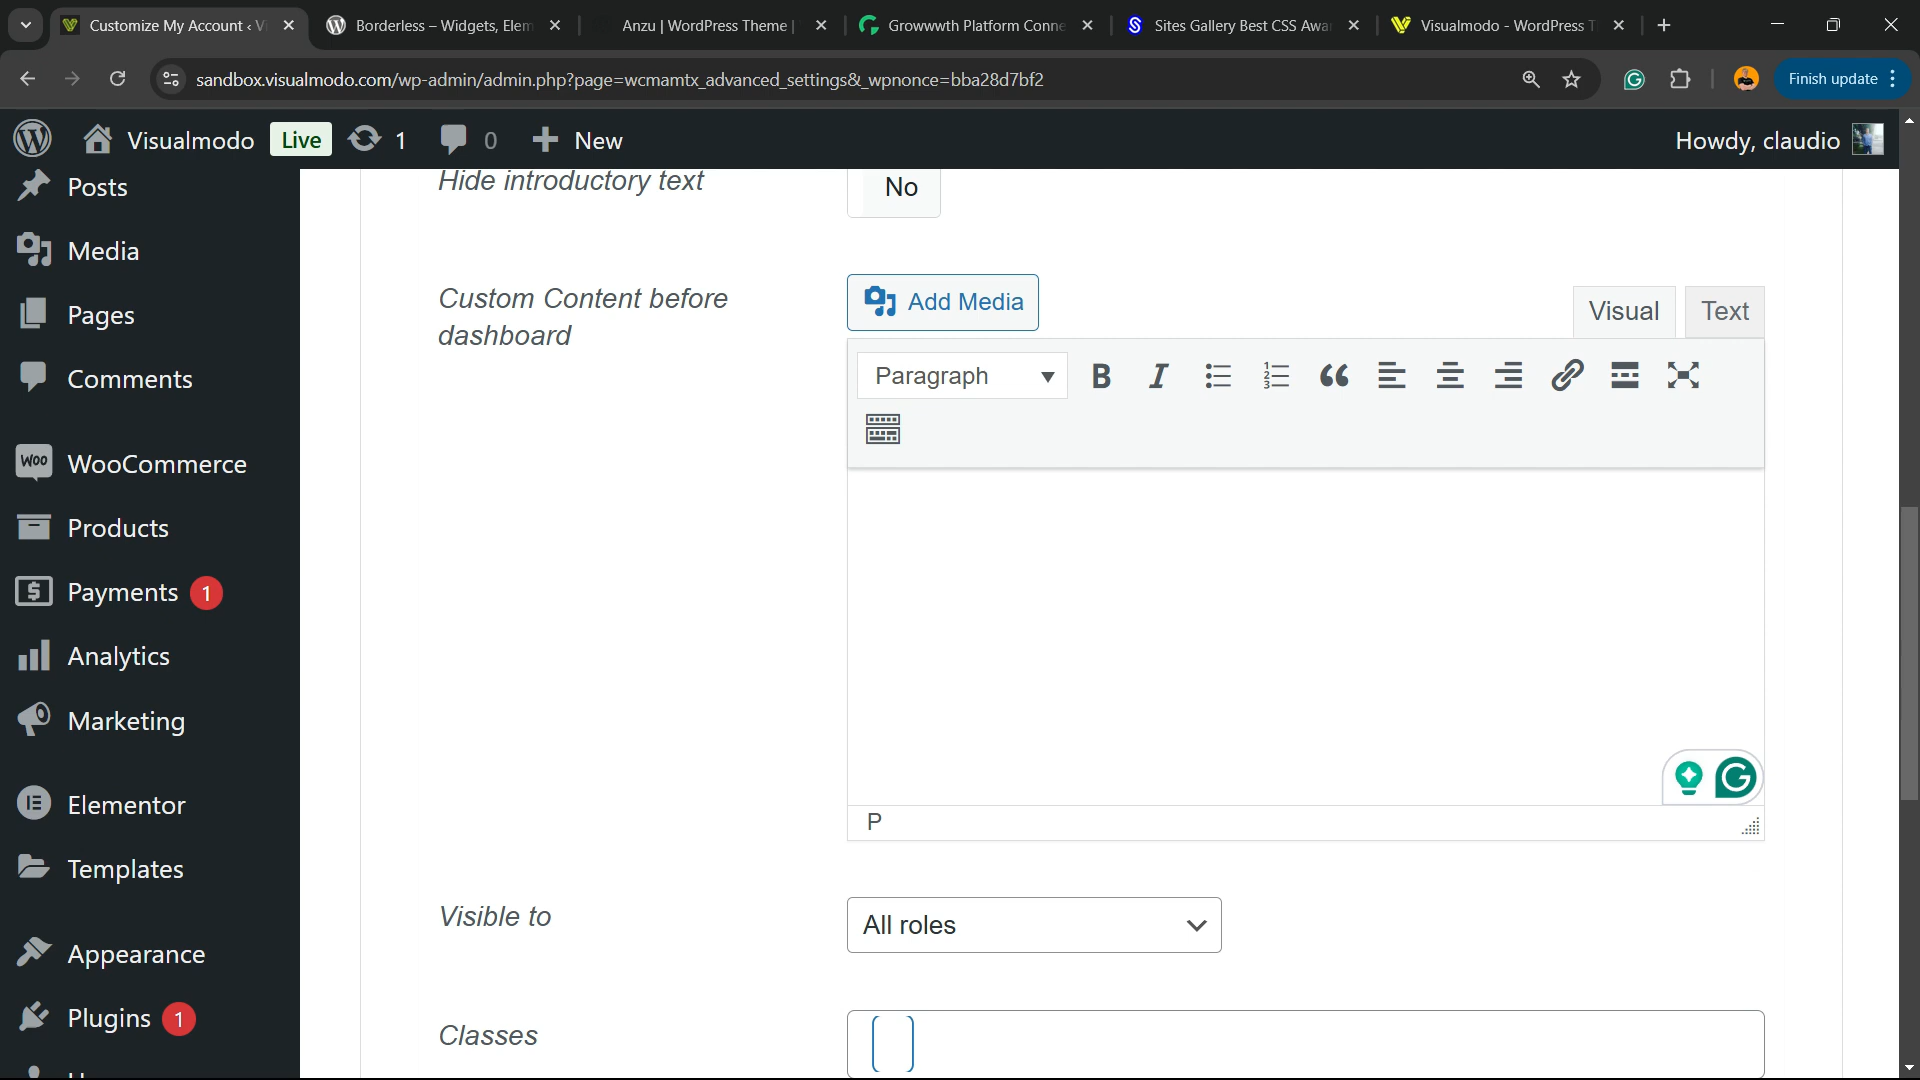 Customize My Account ‹ V
Borderless – Widgets, Elem
Anzu | WordPress Theme |
Growwwth Platform Conne
Sites Gallery Best CSS Awa
Visualmodo - WordPress T
sandbox.visualmodo.com/wp-admin/admin.php?page=wcmamtx_advanced_settings&_wpnonce=bba28d7bf2
Finish update
Visualmodo
Live
1
0
New
Howdy, claudio
Posts
Media
Pages
Comments
WooCommerce
Products
Payments 1
Analytics
Marketing
Elementor
Templates
Appearance
Plugins 1
Hide introductory text
No
Custom Content before
dashboard
Add Media
Visual
Text
Paragraph
P
Visible to
All roles
Classes